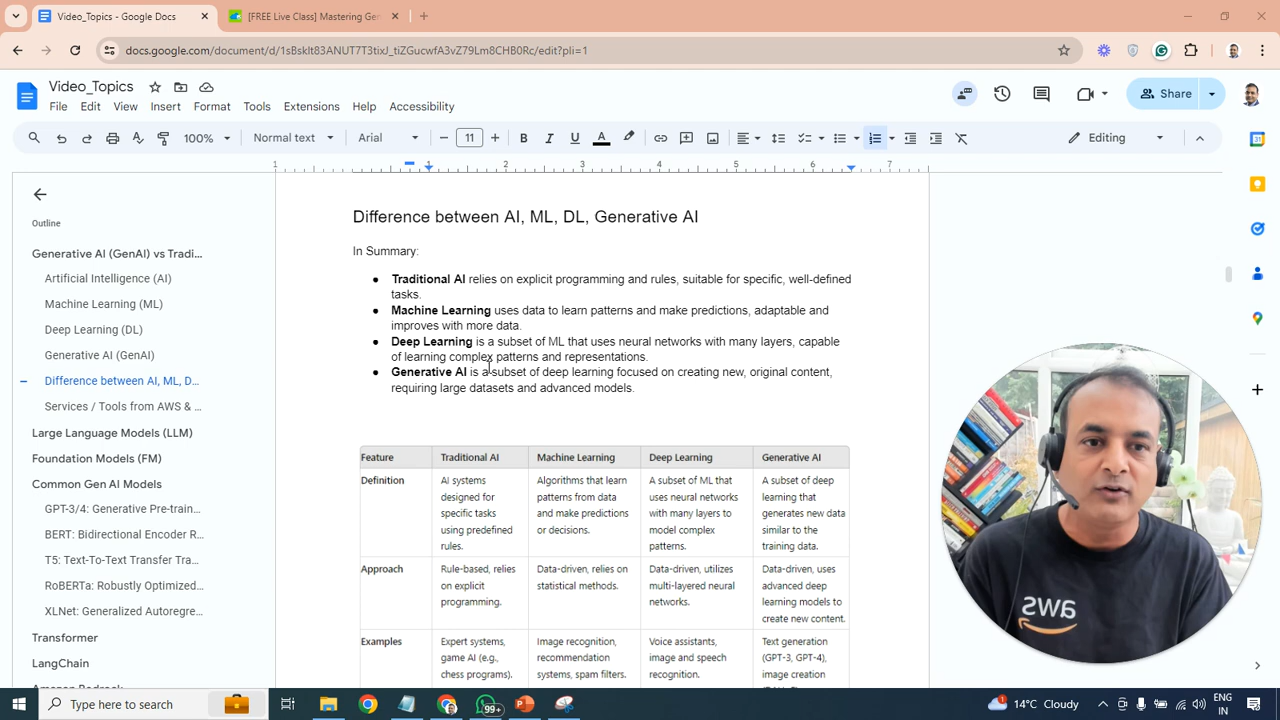 Video_Topics - Google Docs
[FREE Live Class] Mastering Gen
docs.google.com/document/d/1sBsklt83ANUT7T3tixJ_tiZGucwfA3vZ79Lm8CHB0Rc/edit?pli=1
Video_Topics
File Edit View Insert Format Tools Extensions Help Accessibility
Share
100% Normal text Arial 11 Editing
1 1 2 3 4 5 6 7
Outline
Generative AI (GenAI) vs Tradi...
Artificial Intelligence (AI)
Machine Learning (ML)
Deep Learning (DL)
Generative AI (GenAI)
Difference between AI, ML, D...
Services / Tools from AWS & ...
Large Language Models (LLM)
Foundation Models (FM)
Common Gen AI Models
GPT-3/4: Generative Pre-train...
BERT: Bidirectional Encoder R...
T5: Text-To-Text Transfer Tra...
RoBERTa: Robustly Optimized...
XLNet: Generalized Autoregre...
Transformer
LangChain
Difference between AI, ML, DL, Generative AI
In Summary:
● Traditional AI relies on explicit programming and rules, suitable for specific, well-defined
tasks.
● Machine Learning uses data to learn patterns and make predictions, adaptable and
improves with more data.
● Deep Learning is a subset of ML that uses neural networks with many layers, capable
of learning complex patterns and representations.
● Generative AI is a subset of deep learning focused on creating new, original content,
requiring large datasets and advanced models.
Feature Traditional AI Machine Learning Deep Learning Generative AI
Definition AI systems Algorithms that learn A subset of ML that A subset of deep
designed for patterns from data uses neural networks learning that
specific tasks and make predictions with many layers to generates new data
using predefined or decisions. model complex similar to the
rules. patterns. training data.
Approach Rule-based, relies Data-driven, relies on Data-driven, utilizes Data-driven, uses
on explicit statistical methods. multi-layered neural advanced deep
programming. networks. learning models to
create new content.
Examples Expert systems, Image recognition, Voice assistants, Text generation
game AI (e.g., recommendation image and speech (GPT-3, GPT-4),
chess programs). systems, spam filters. recognition. image creation
aws
Type here to search
99+
14°C Cloudy
ENG
IN